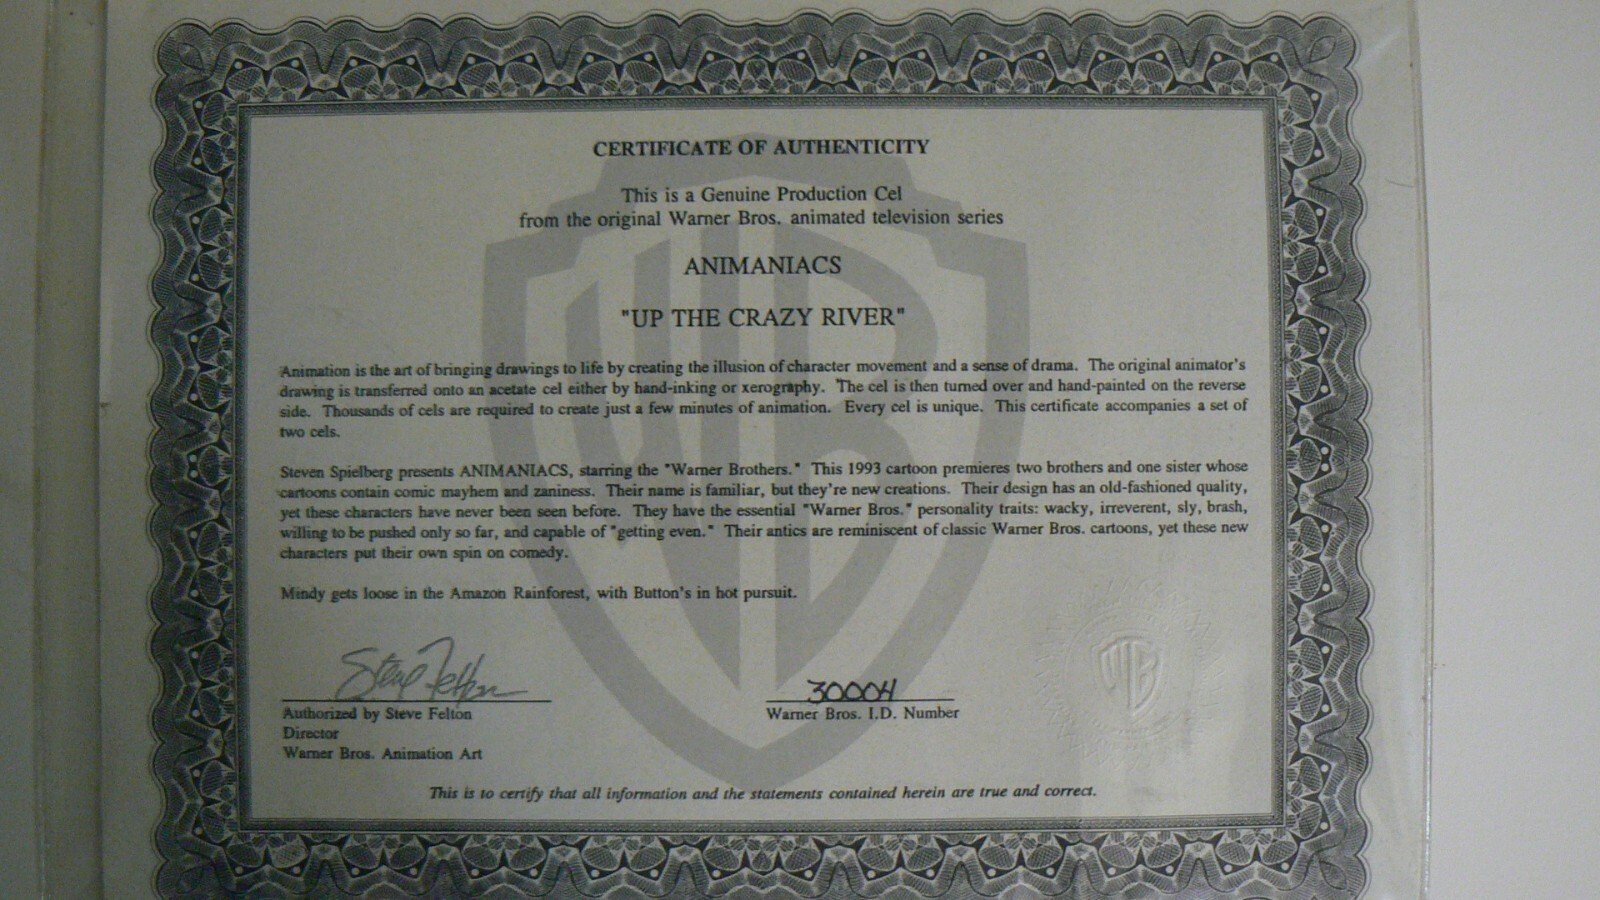 CERTIFICATE OF AUTHENTICITY
This is a Genuine Production Cel
from the original Warner Bros. animated television series
ANIMANIACS
"UP THE CRAZY RIVER"
Animation is the art of bringing drawings to life by creating the illusion of character movement and a sense of drama. The original animator's
drawing is transferred onto an acetate cel either by hand-inking or xerography. The cel is then turned over and hand-painted on the reverse
side. Thousands of cels are required to create just a few minutes of animation. Every cel is unique. This certificate accompanies a set of
two cels.
Steven Spielberg presents ANIMANIACS, starring the "Warner Brothers." This 1993 cartoon premieres two brothers and one sister whose
cartoons contain comic mayhem and zaniness. Their name is familiar, but they're new creations. Their design has an old-fashioned quality,
yet these characters have never been seen before. They have the essential "Warner Bros." personality traits: wacky, irreverent, sly, brash,
willing to be pushed only so far, and capable of "getting even." Their antics are reminiscent of classic Warner Bros. cartoons, yet these new
characters put their own spin on comedy.
Mindy gets loose in the Amazon Rainforest, with Button's in hot pursuit.
Steve Felton
30004
Authorized by Steve Felton
Warner Bros. I.D. Number
Director
Warner Bros. Animation Art
This is to certify that all information and the statements contained herein are true and correct.
WB
WB